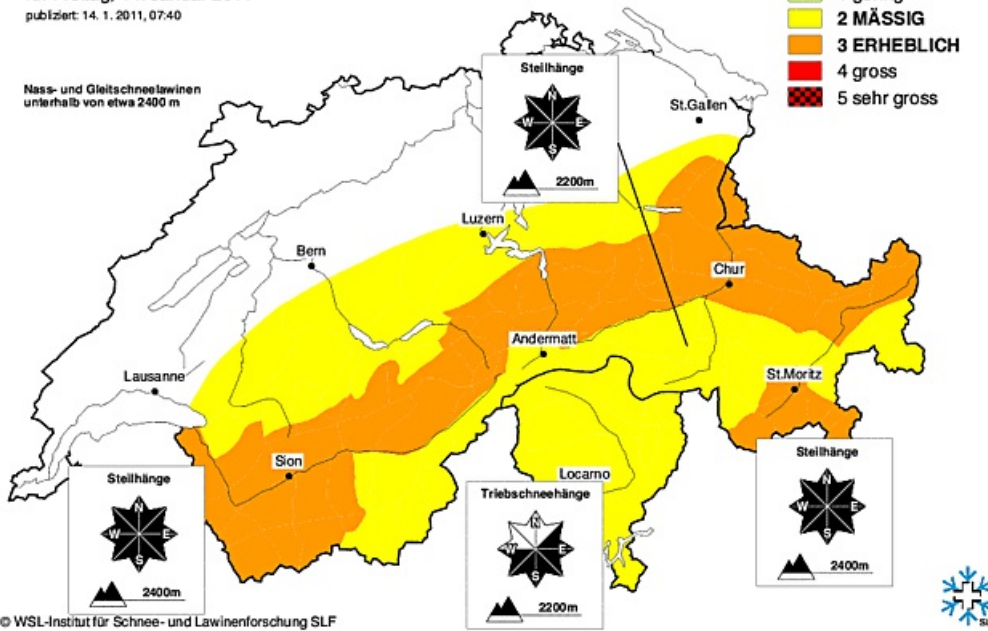 publiziert: 14. 1. 2011, 07:40
2 MÄSSIG
3 ERHEBLICH
4 gross
5 sehr gross
Nass- und Gleitschneelawinen
unterhalb von etwa 2400 m
Steilhänge
N
W E
S
2200m
St.Gallen
Luzern
Bern
Chur
Andermatt
Lausanne
St.Moritz
Sion
Locarno
Steilhänge
N
W E
S
2400m
Triebschneehänge
N
W E
S
2200m
Steilhänge
N
W E
S
2400m
© WSL-Institut für Schnee- und Lawinenforschung SLF